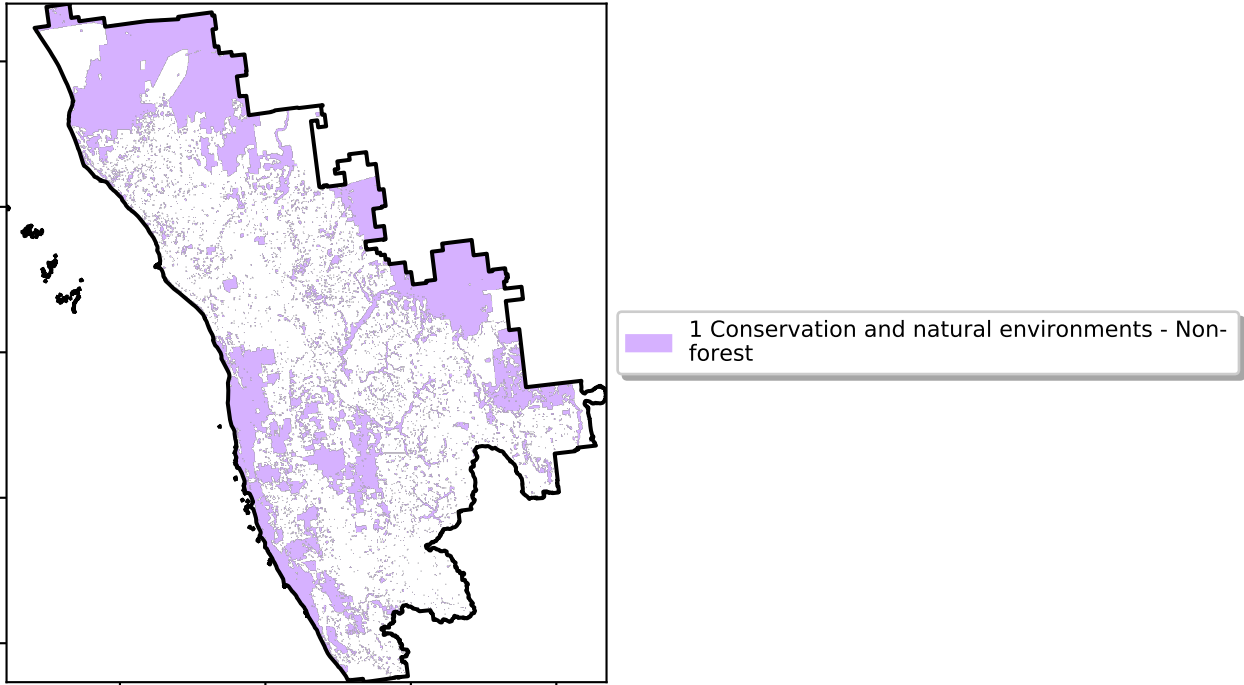 1 Conservation and natural environments - Non-
forest